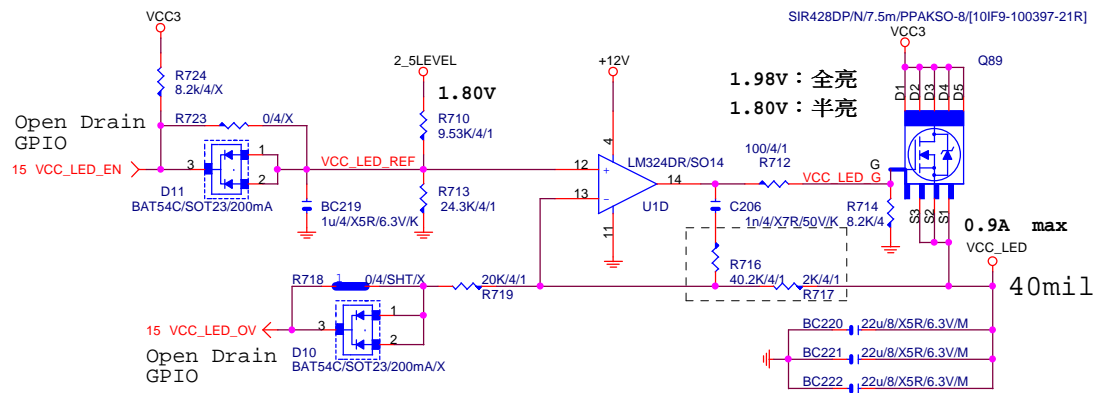 SIR428DP/N/7.5m/PPAKSO-8/[10IF9-100397-21R]
VCC3
2_5LEVEL
+12V
VCC3
Q89
R724
8.2k/4/X
1.80V
1.98V：全亮
1.80V：半亮
D1
D2
D3
D4
D5
Open Drain
GPIO
R723
0/4/X
R710
9.53K/4/1
4
LM324DR/SO14
100/4/1
R712
G
15 VCC_LED_EN
3
1
2
VCC_LED_REF
12
+
13
-
14
VCC_LED_G
D11
BAT54C/SOT23/200mA
BC219
1u/4/X5R/6.3V/K
R713
24.3K/4/1
11
U1D
C206
1n/4/X7R/50V/K
R714
8.2K/4
S3
S2
S1
0.9A max
VCC_LED
R716
40.2K/4/1
2K/4/1
R717
40mil
R718
1
0/4/SHT/X
20K/4/1
R719
15 VCC_LED_OV
3
1
2
Open Drain
GPIO
D10
BAT54C/SOT23/200mA/X
BC220
22u/8/X5R/6.3V/M
BC221
22u/8/X5R/6.3V/M
BC222
22u/8/X5R/6.3V/M